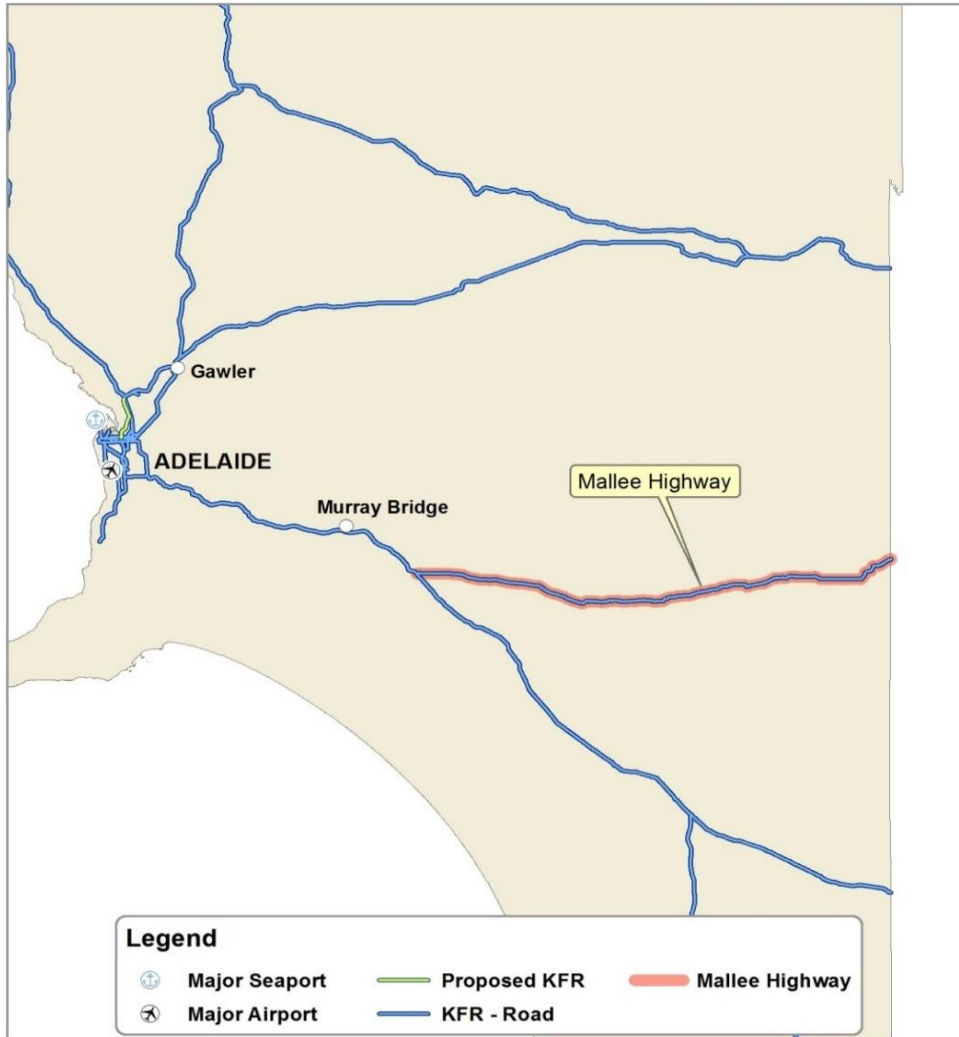 Gawler
ADELAIDE
Mallee Highway
Murray Bridge
Legend
Major Seaport
Proposed KFR
Mallee Highway
Major Airport
KFR - Road